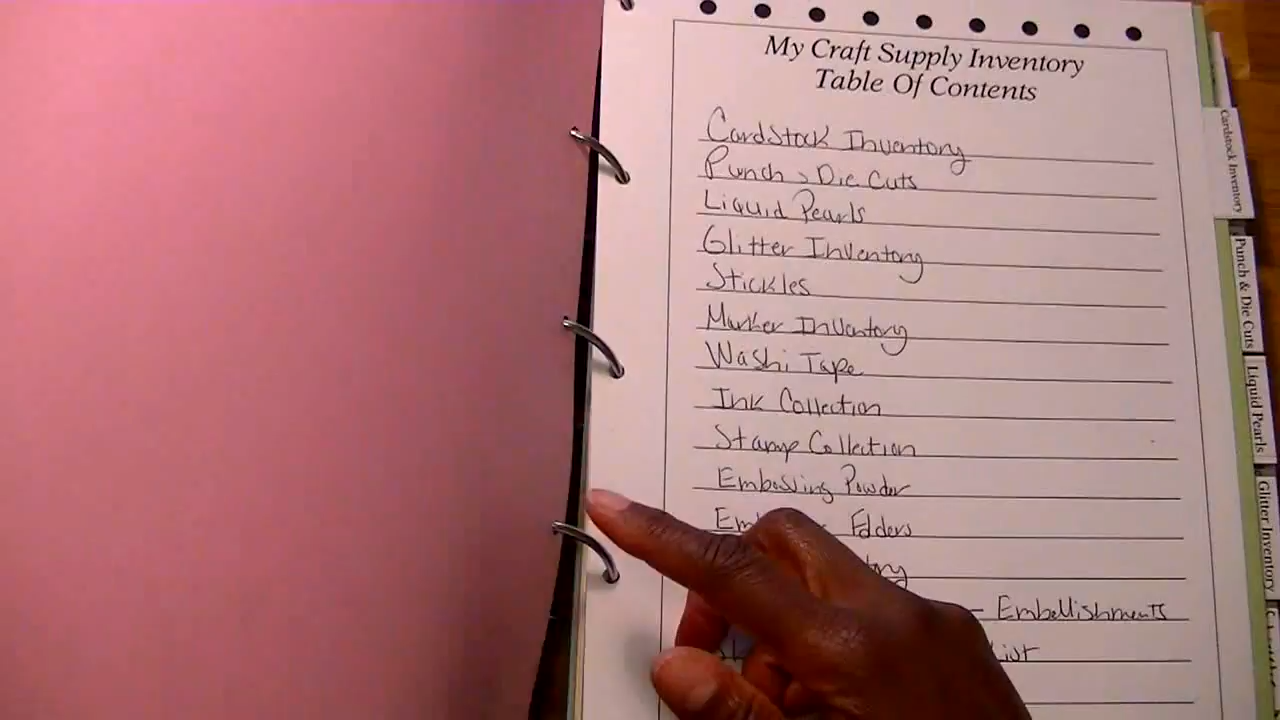 My Craft Supply Inventory
Table Of Contents
CardStock Inventory
Punch & Die Cuts
Liquid Pearls
Glitter Inventory
Stickles
Marker Inventory
Washi Tape
Ink Collection
Stamp Collection
Embossing Powder
Folders
- Embellishments
List
Cardstock Inventory
Punch & Die Cuts
Liquid Pearls
Glitter Inventory